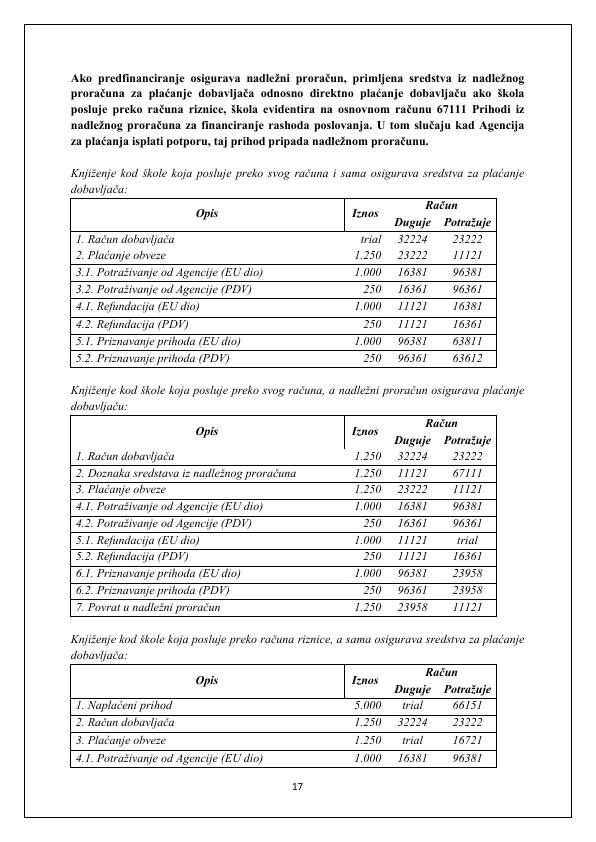 Ako predfinanciranje osigurava nadležni proračun, primljena sredstva iz nadležnog
proračuna za plaćanje dobavljača odnosno direktno plaćanje dobavljaču ako škola
posluje preko računa riznice, škola evidentira na osnovnom računu 67111 Prihodi iz
nadležnog proračuna za financiranje rashoda poslovanja. U tom slučaju kad Agencija
za plaćanja isplati potporu, taj prihod pripada nadležnom proračunu.
Knjiženje kod škole koja posluje preko svog računa i sama osigurava sredstva za plaćanje
dobavljača:
Opis Iznos Račun
Duguje Potražuje
1. Račun dobavljača trial 32224 23222
2. Plaćanje obveze 1.250 23222 11121
3.1. Potraživanje od Agencije (EU dio) 1.000 16381 96381
3.2. Potraživanje od Agencije (PDV) 250 16361 96361
4.1. Refundacija (EU dio) 1.000 11121 16381
4.2. Refundacija (PDV) 250 11121 16361
5.1. Priznavanje prihoda (EU dio) 1.000 96381 63811
5.2. Priznavanje prihoda (PDV) 250 96361 63612
Knjiženje kod škole koja posluje preko svog računa, a nadležni proračun osigurava plaćanje
dobavljaču:
Opis Iznos Račun
Duguje Potražuje
1. Račun dobavljača 1.250 32224 23222
2. Doznaka sredstava iz nadležnog proračuna 1.250 11121 67111
3. Plaćanje obveze 1.250 23222 11121
4.1. Potraživanje od Agencije (EU dio) 1.000 16381 96381
4.2. Potraživanje od Agencije (PDV) 250 16361 96361
5.1. Refundacija (EU dio) 1.000 11121 trial
5.2. Refundacija (PDV) 250 11121 16361
6.1. Priznavanje prihoda (EU dio) 1.000 96381 23958
6.2. Priznavanje prihoda (PDV) 250 96361 23958
7. Povrat u nadležni proračun 1.250 23958 11121
Knjiženje kod škole koja posluje preko računa riznice, a sama osigurava sredstva za plaćanje
dobavljača:
Opis Iznos Račun
Duguje Potražuje
1. Naplaćeni prihod 5.000 trial 66151
2. Račun dobavljača 1.250 32224 23222
3. Plaćanje obveze 1.250 trial 16721
4.1. Potraživanje od Agencije (EU dio) 1.000 16381 96381
17